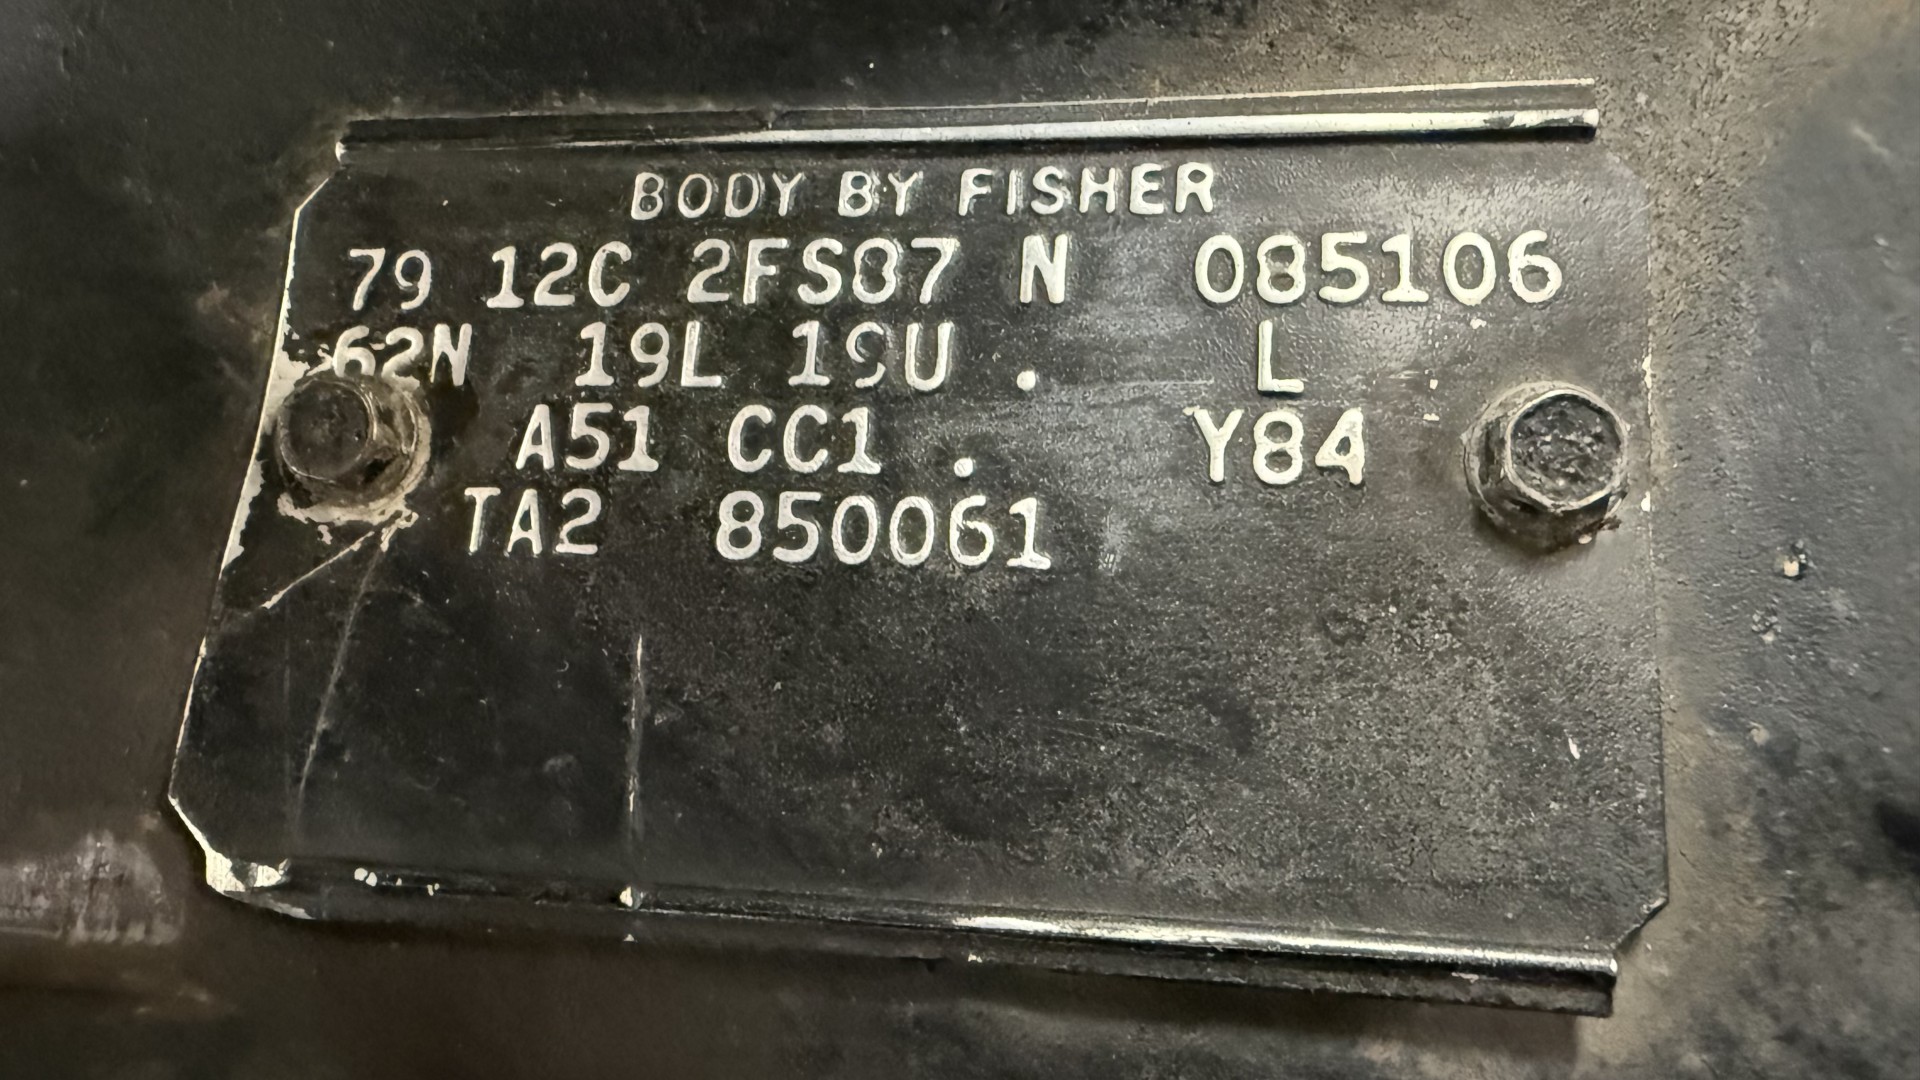 BODY BY FISHER
79 12C 2FS87 N 085106
62N 19L 19U . L
A51 CC1 . Y84
TA2 850061